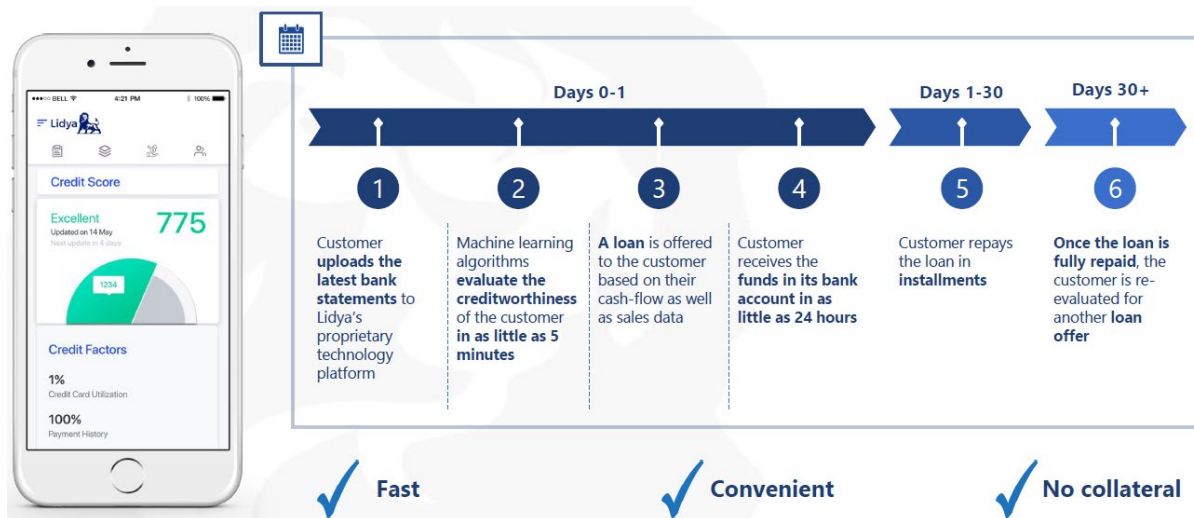 ●●●○○ BELL 4:21 PM 100%
Lidya
Credit Score
Excellent
775
Updated on 14 May
Next update in 4 days
1234
Credit Factors
1%
Credit Card Utilization
100%
Payment History
Days 0-1
Days 1-30
Days 30+
1
2
3
4
5
6
Customer
uploads the
latest bank
statements to
Lidya's
proprietary
technology
platform
Machine learning
algorithms
evaluate the
creditworthiness
of the customer
in as little as 5
minutes
A loan is offered
to the customer
based on their
cash-flow as well
as sales data
Customer
receives the
funds in its bank
account in as
little as 24 hours
Customer repays
the loan in
installments
Once the loan is
fully repaid, the
customer is re-
evaluated for
another loan
offer
Fast
Convenient
No collateral